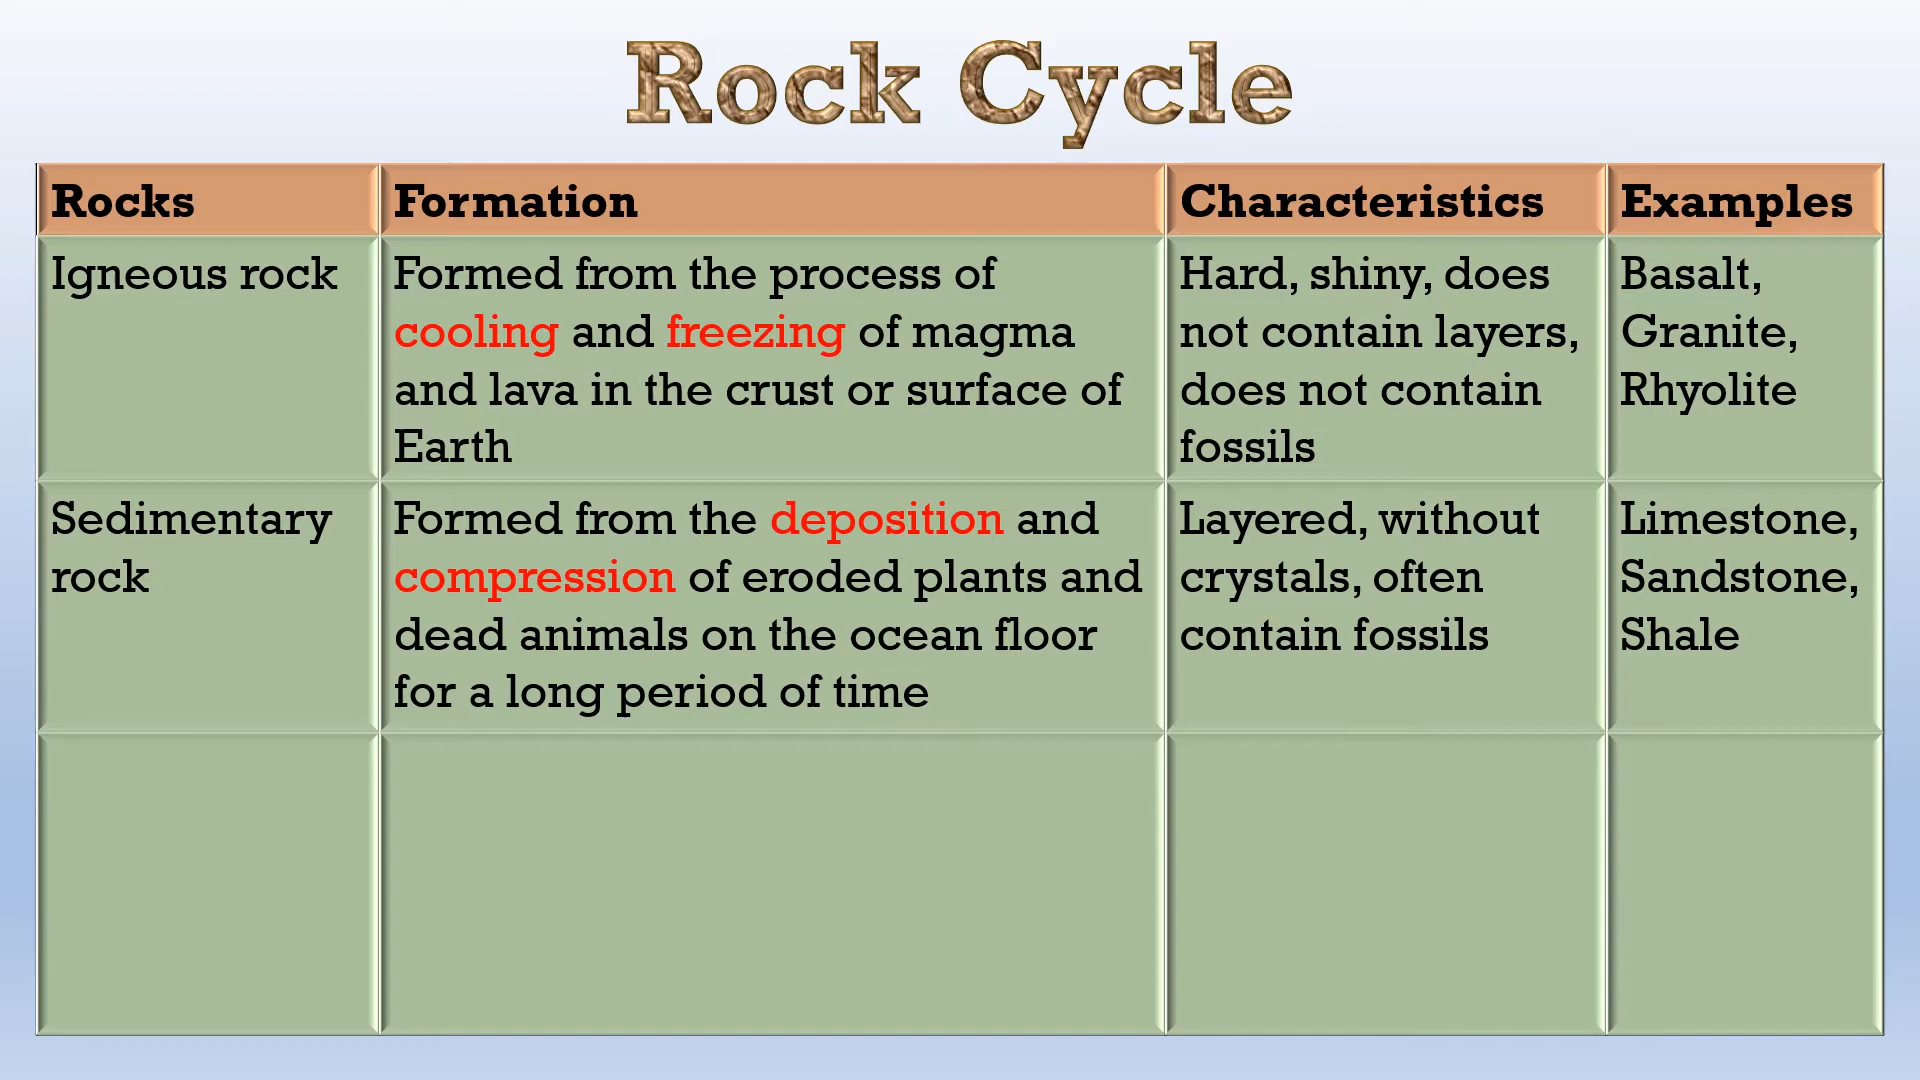 Rock Cycle
Rocks
Formation
Characteristics
Examples
Igneous rock
Formed from the process of
cooling and freezing of magma
and lava in the crust or surface of
Earth
Hard, shiny, does
not contain layers,
does not contain
fossils
Basalt,
Granite,
Rhyolite
Sedimentary
rock
Formed from the deposition and
compression of eroded plants and
dead animals on the ocean floor
for a long period of time
Layered, without
crystals, often
contain fossils
Limestone,
Sandstone,
Shale